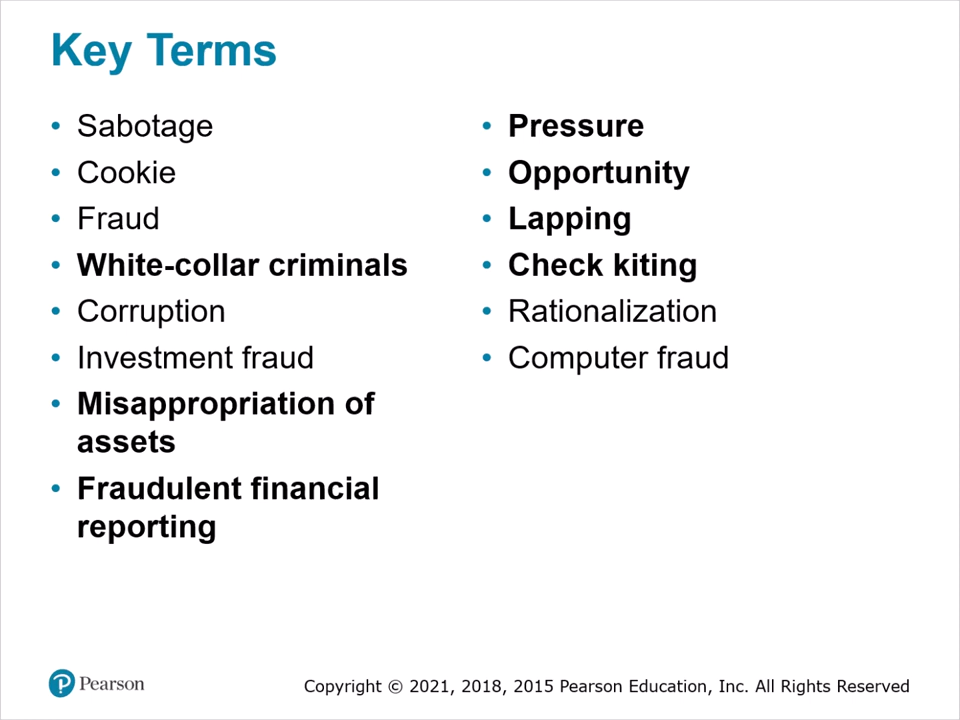 Key Terms
• Sabotage
• Cookie
• Fraud
• White-collar criminals
• Corruption
• Investment fraud
• Misappropriation of
assets
• Fraudulent financial
reporting
• Pressure
• Opportunity
• Lapping
• Check kiting
• Rationalization
• Computer fraud
Pearson
Copyright © 2021, 2018, 2015 Pearson Education, Inc. All Rights Reserved